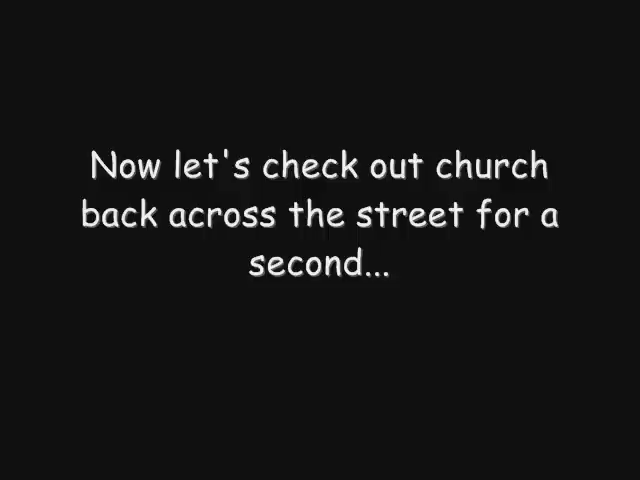 Now let's check out church
back across the street for a
second...